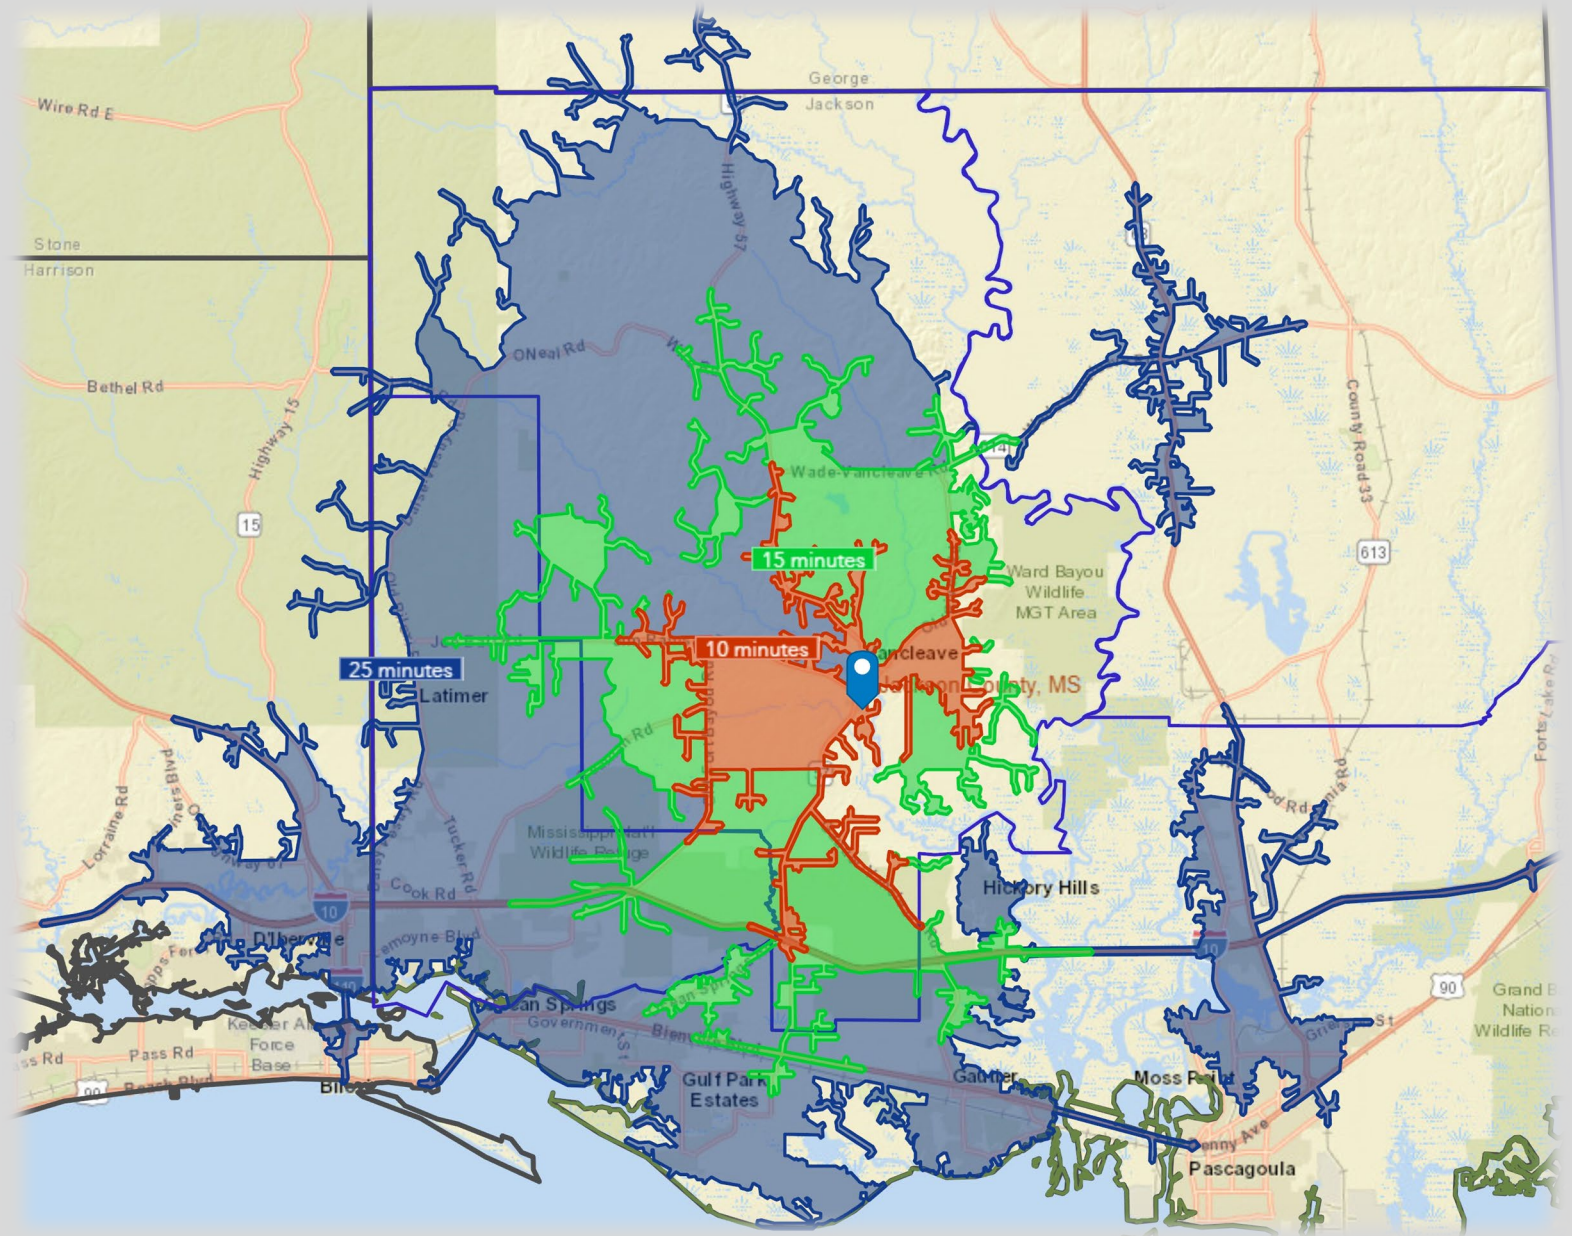 George
Jackson
Wire Rd E
Highway 57
Stone
Harrison
ONeal Rd
Bethel Rd
Highway 15
County Road 33
Wade-Vancleave Rd
15
613
15 minutes
Ward Bayou
Wildlife
MGT Area
10 minutes
25 minutes
Jackson County, MS
Latimer
Lorraine Rd
Tucker Rd
Mississippi Nat'l
Wildlife Refuge
Cook Rd
Hickory Hills
10
10
D'Iberville
Lemoyne Blvd
90
Grand B
Nation
Wildlife Re
Ocean Springs
Government St
Keesler Air
Force
Base
Pass Rd
ss Rd
Beach Blvd
90
Gulf Park
Estates
Gautier
Moss Point
Pascagoula